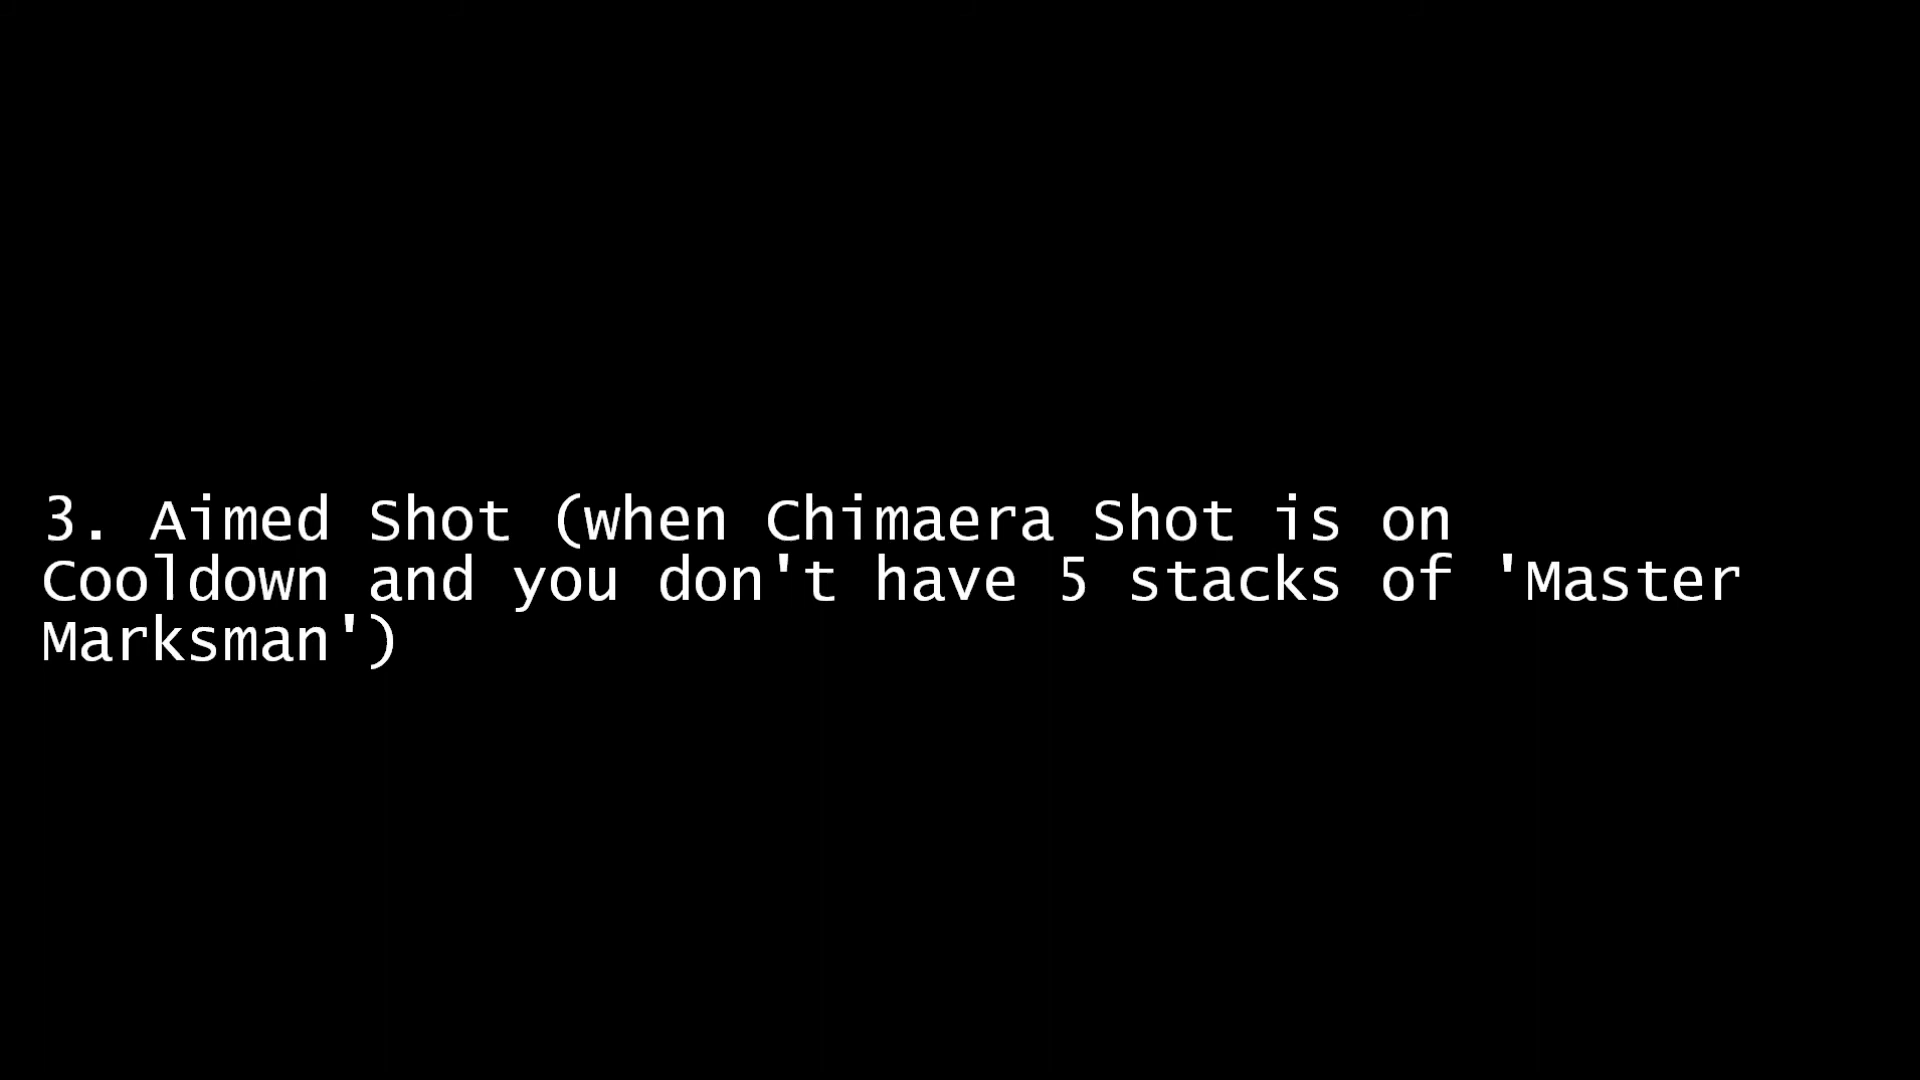 3. Aimed Shot (when Chimaera Shot is on
Cooldown and you don't have 5 stacks of 'Master
Marksman')